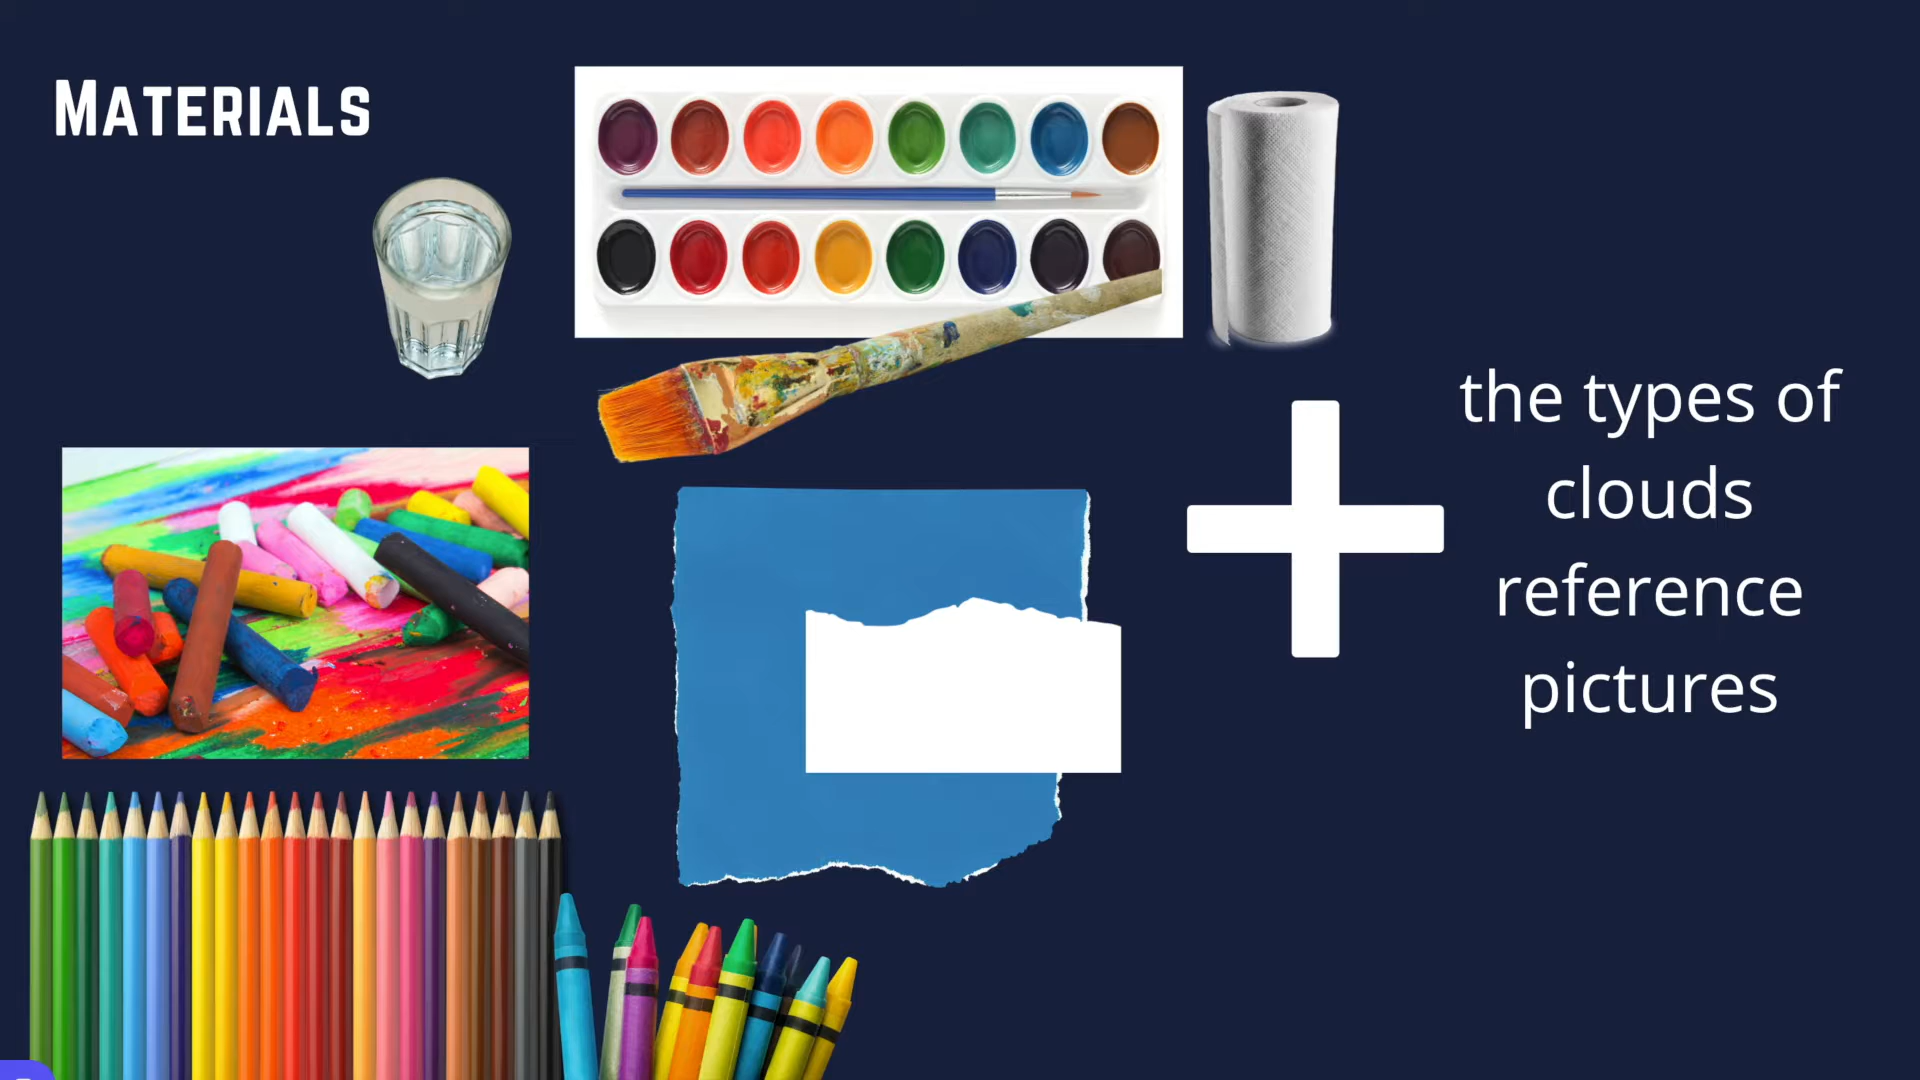 MATERIALS
the types of
clouds
reference
pictures